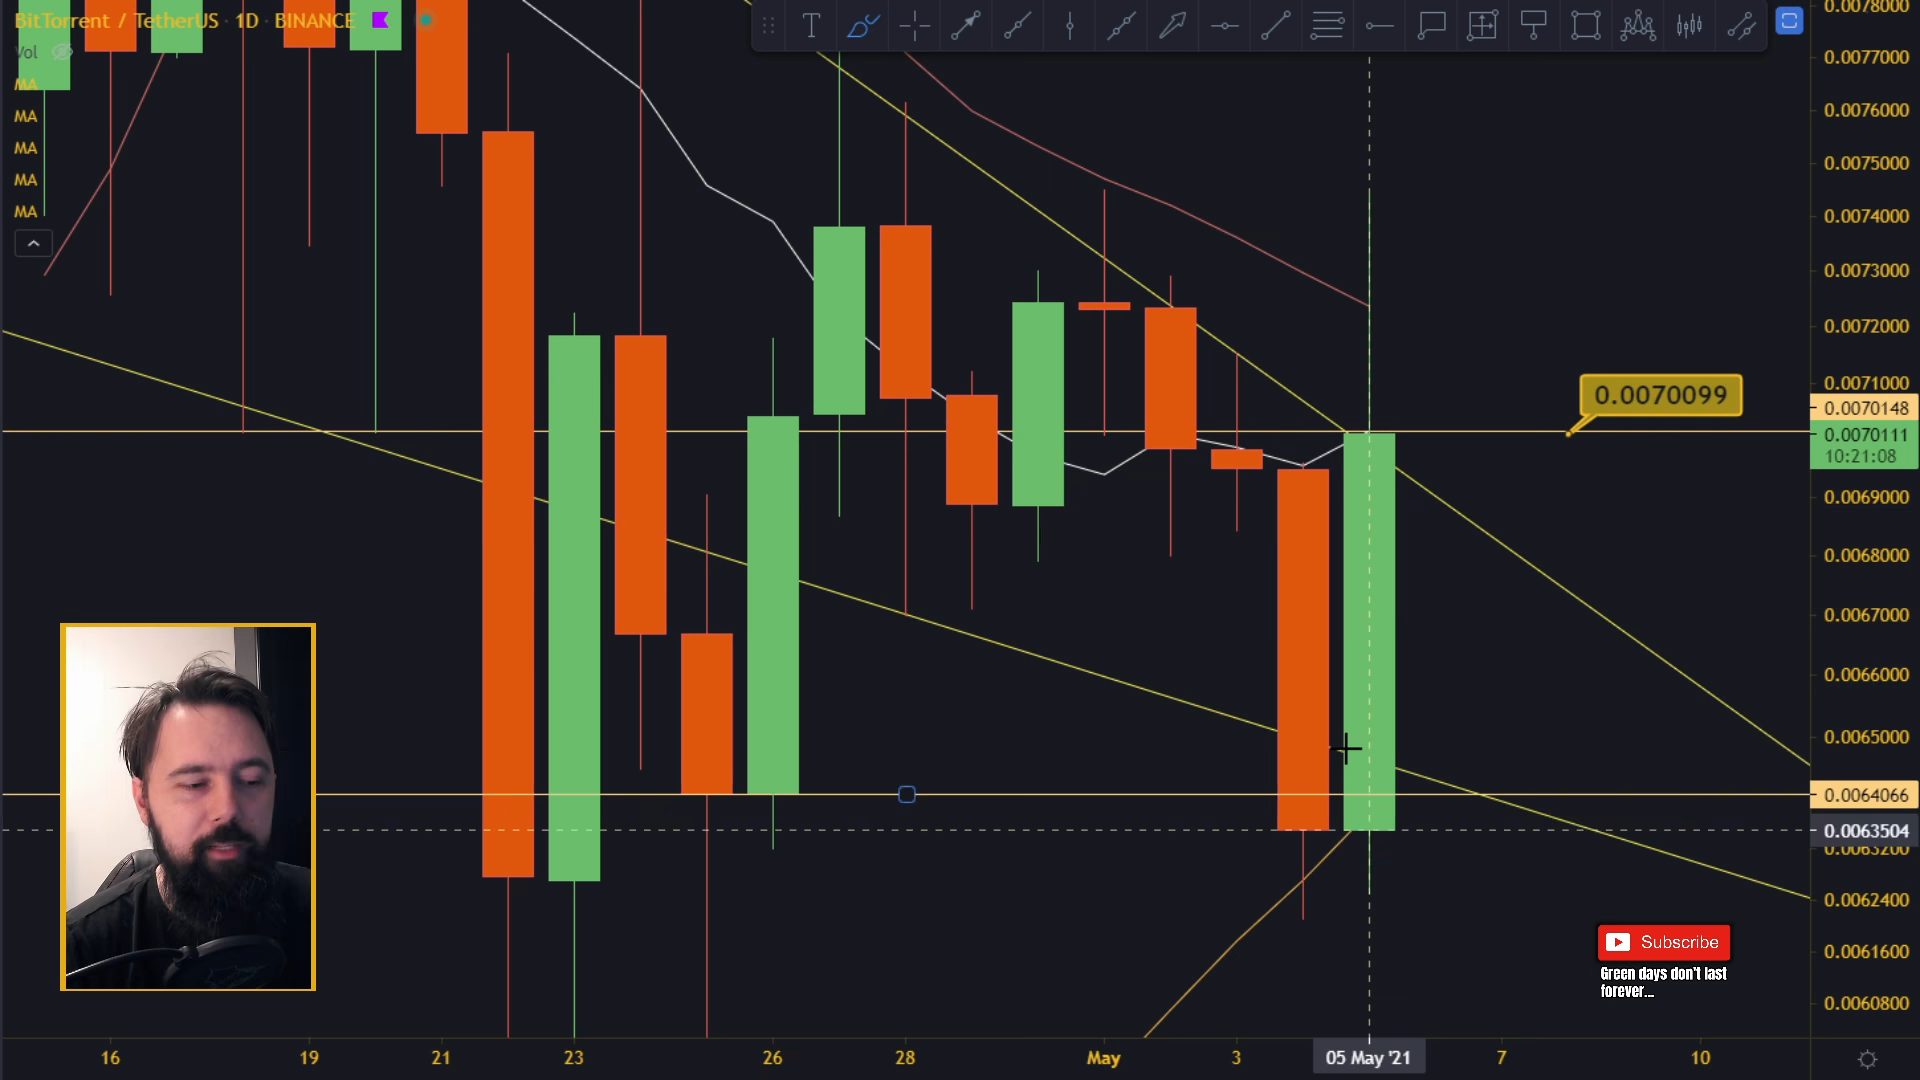 BitTorrent / TetherUS · 1D · BINANCE
Vol
MA
MA
MA
MA
MA
T
0.0078000
0.0077000
0.0076000
0.0075000
0.0074000
0.0073000
0.0072000
0.0071000
0.0070148
0.0070111
10:21:08
0.0069000
0.0068000
0.0067000
0.0066000
0.0065000
0.0064066
0.0063504
0.0063200
0.0062400
0.0061600
0.0060800
0.0070099
Subscribe
Green days don't last
forever...
16
19
21
23
26
28
May
3
05 May '21
7
10